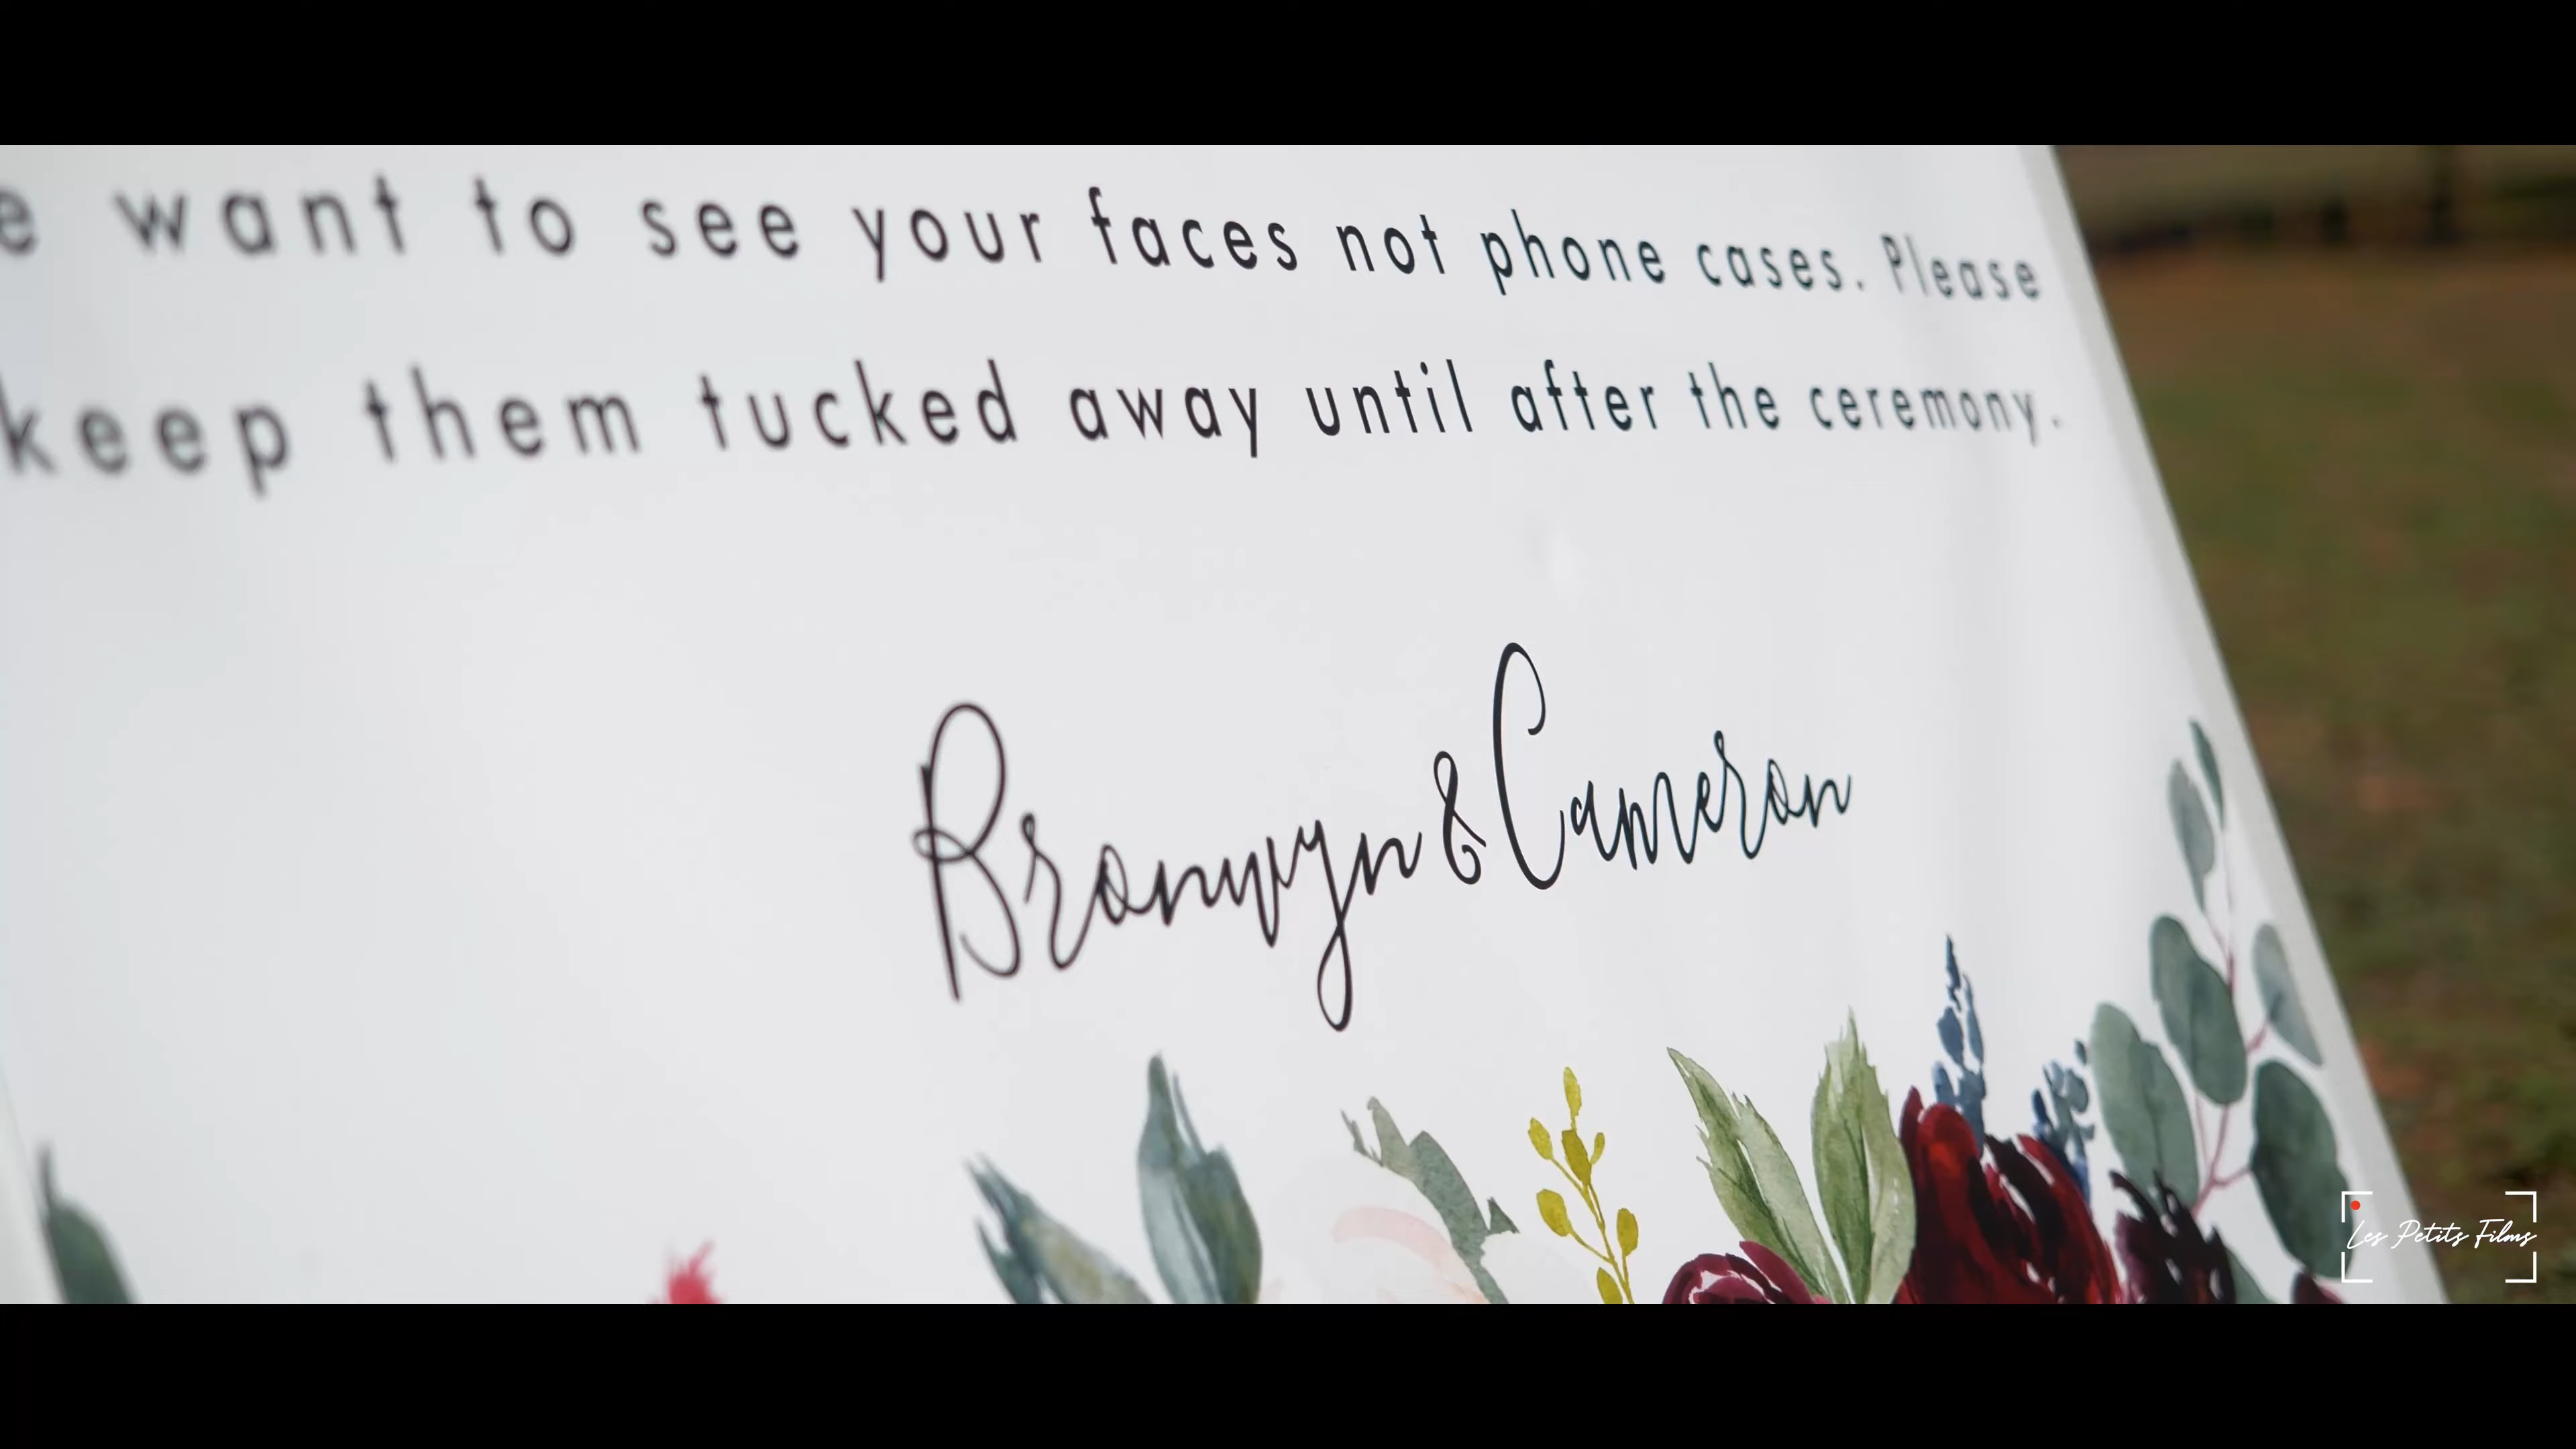 e want to see your faces not phone cases. Please
keep them tucked away until after the ceremony.
Bronwyn & Cameron
Les Petits Films